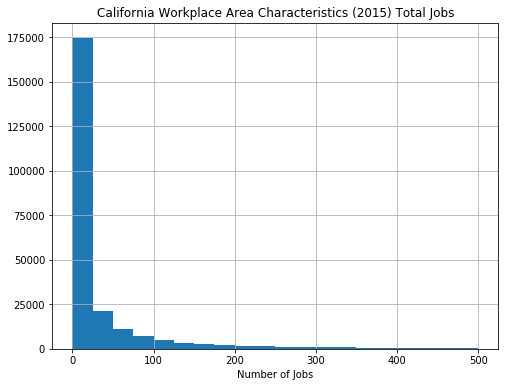 California Workplace Area Characteristics (2015) Total Jobs
175000
150000
125000
100000
75000
50000
25000
0
0 100 200 300 400 500
Number of Jobs